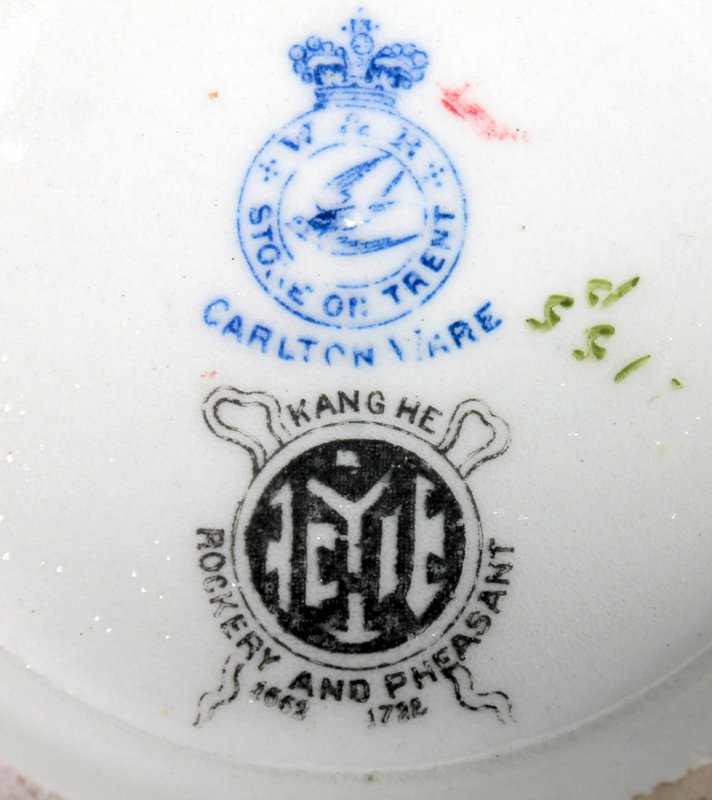 W & R
STOKE ON TRENT
CARLTON WARE
KANG HE
ROCKERY AND PHEASANT
1662 1722